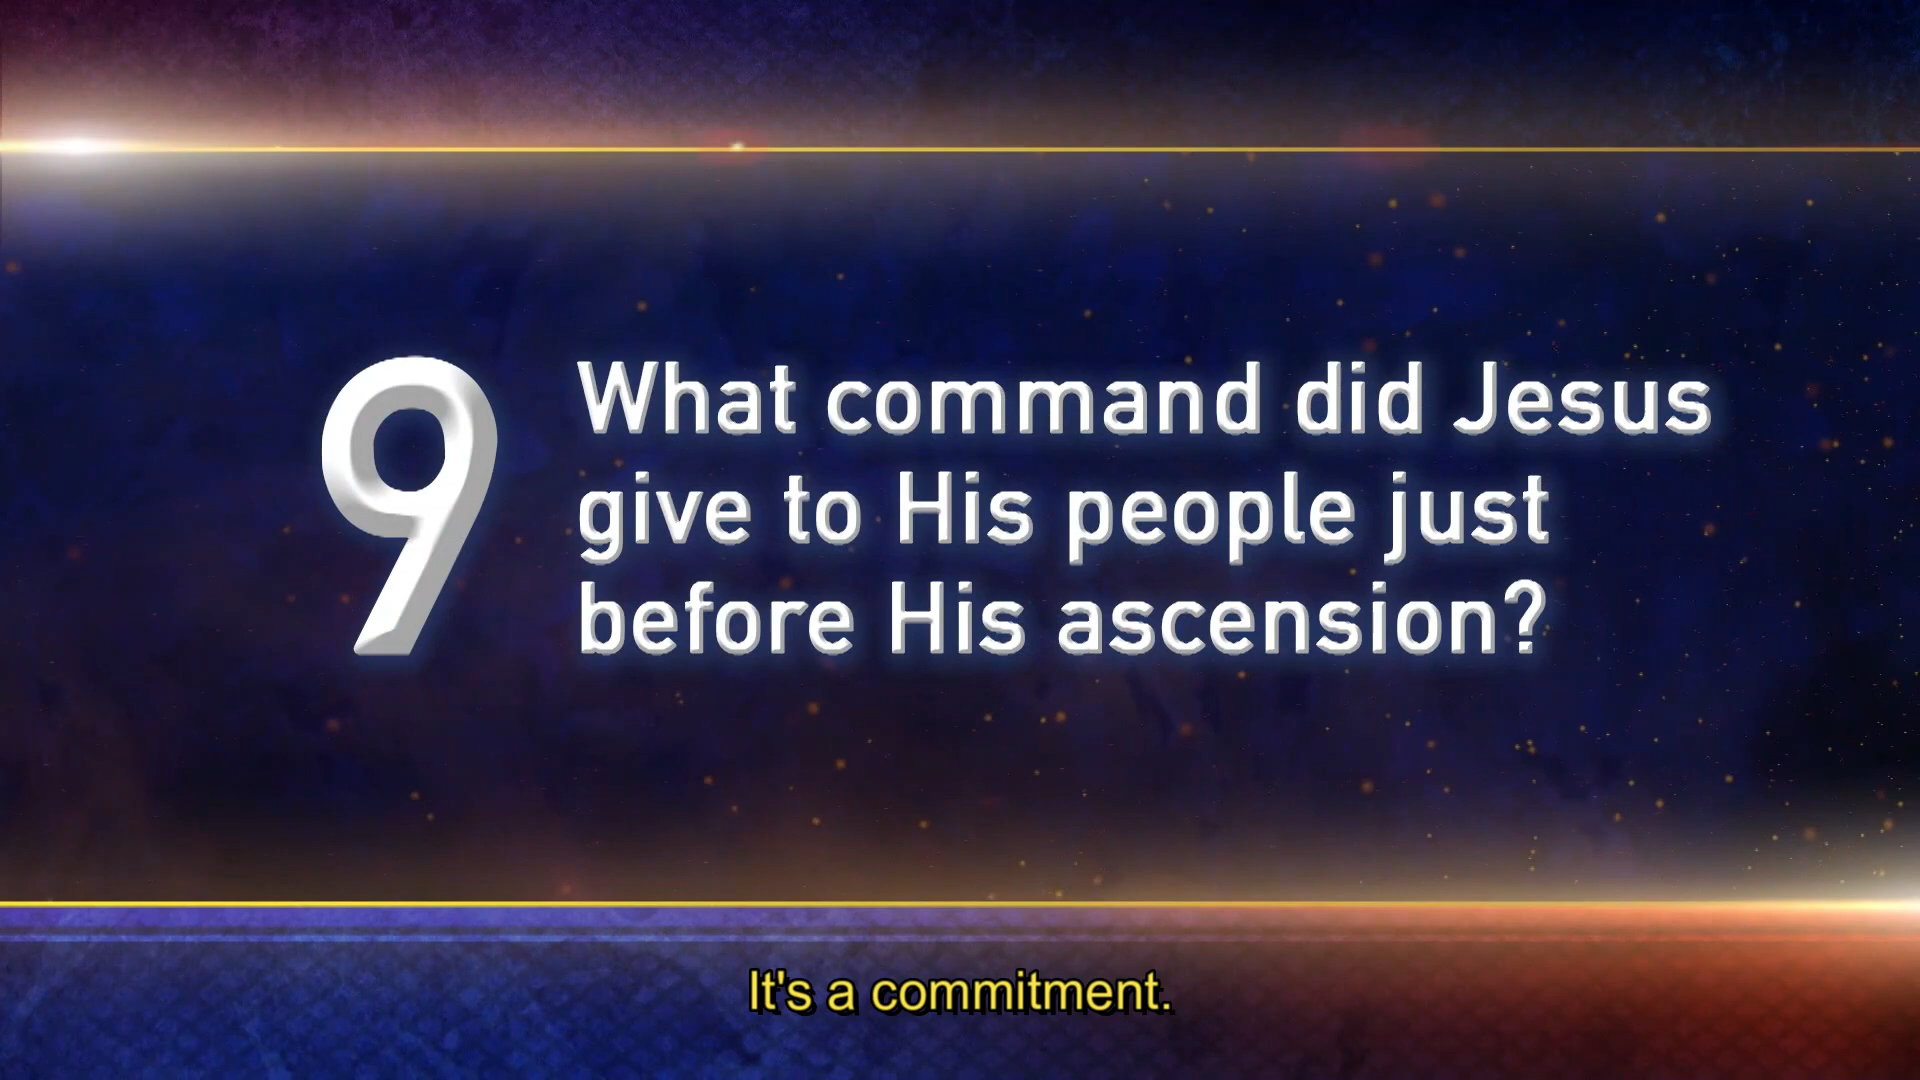 9
What command did Jesus
give to His people just
before His ascension?
It's a commitment.